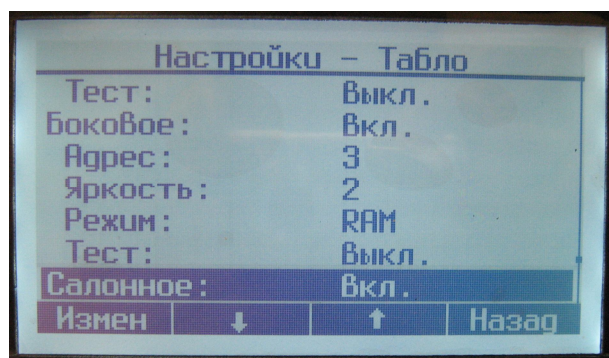 Настройки – Табло
Тест: Выкл.
Боковое: Вкл.
Адрес: 3
Яркость: 2
Режим: RAM
Тест: Выкл.
Салонное: Вкл.
Измен ↓ ↑ Назад